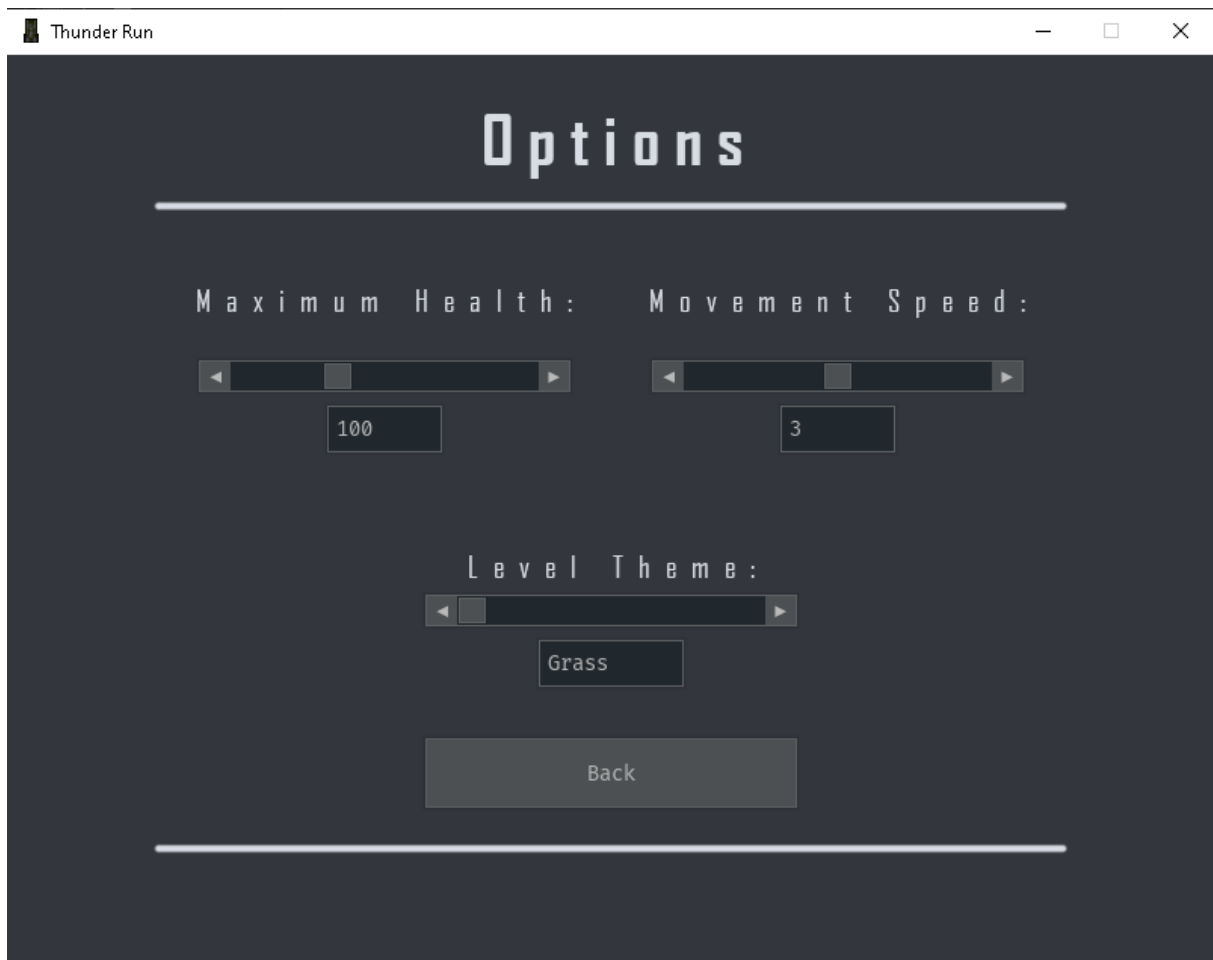 Thunder Run
Options
Maximum Health: Movement Speed:
100 3
Level Theme:
Grass
Back